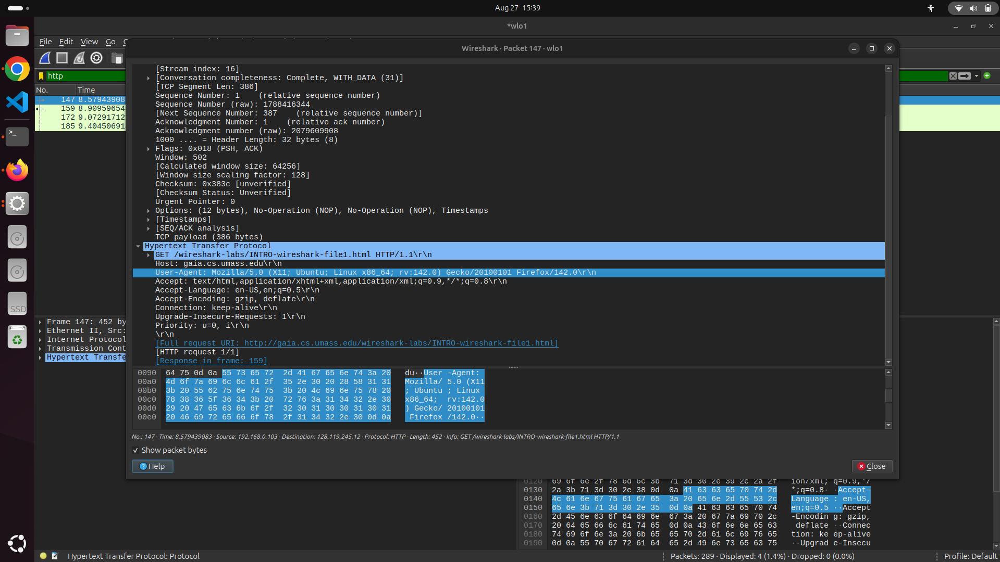 Aug 27 15:39
*wlo1
File Edit View Go
http
No. Time
147 8.57943908
159 8.90959654
172 9.07291712
185 9.40450691
Wireshark · Packet 147 · wlo1
[Stream index: 16]
[Conversation completeness: Complete, WITH_DATA (31)]
[TCP Segment Len: 386]
Sequence Number: 1    (relative sequence number)
Sequence Number (raw): 1788416344
[Next Sequence Number: 387    (relative sequence number)]
Acknowledgment Number: 1    (relative ack number)
Acknowledgment number (raw): 2079609908
1000 .... = Header Length: 32 bytes (8)
Flags: 0x018 (PSH, ACK)
Window: 502
[Calculated window size: 64256]
[Window size scaling factor: 128]
Checksum: 0x383c [unverified]
[Checksum Status: Unverified]
Urgent Pointer: 0
Options: (12 bytes), No-Operation (NOP), No-Operation (NOP), Timestamps
[Timestamps]
[SEQ/ACK analysis]
TCP payload (386 bytes)
Hypertext Transfer Protocol
GET /wireshark-labs/INTRO-wireshark-file1.html HTTP/1.1\r\n
Host: gaia.cs.umass.edu\r\n
User-Agent: Mozilla/5.0 (X11; Ubuntu; Linux x86_64; rv:142.0) Gecko/20100101 Firefox/142.0\r\n
Accept: text/html,application/xhtml+xml,application/xml;q=0.9,*/*;q=0.8\r\n
Accept-Language: en-US,en;q=0.5\r\n
Accept-Encoding: gzip, deflate\r\n
Connection: keep-alive\r\n
Upgrade-Insecure-Requests: 1\r\n
Priority: u=0, i\r\n
\r\n
[Full request URI: http://gaia.cs.umass.edu/wireshark-labs/INTRO-wireshark-file1.html]
[HTTP request 1/1]
[Response in frame: 159]
0090 64 75 0d 0a 55 73 65 72 2d 41 67 65 6e 74 3a 20 du··User -Agent:
00a0 4d 6f 7a 69 6c 6c 61 2f 35 2e 30 20 28 58 31 31 Mozilla/ 5.0 (X11
00b0 3b 20 55 62 75 6e 74 75 3b 20 4c 69 6e 75 78 20 ; Ubuntu ; Linux
00c0 78 38 36 5f 36 34 3b 20 72 76 3a 31 34 32 2e 30 x86_64; rv:142.0
00d0 29 20 47 65 63 6b 6f 2f 32 30 31 30 30 31 30 31 ) Gecko/ 20100101
00e0 20 46 69 72 65 66 6f 78 2f 31 34 32 2e 30 0d 0a Firefox /142.0··
No.: 147 · Time: 8.579439083 · Source: 192.168.0.103 · Destination: 128.119.245.12 · Protocol: HTTP · Length: 452 · Info: GET /wireshark-labs/INTRO-wireshark-file1.html HTTP/1.1
Show packet bytes
Help
Close
Frame 147: 452 by
Ethernet II, Src:
Internet Protocol
Transmission Cont
Hypertext Transfe
SSD
0120 69 6f 6e 2f 78 6d 6c 3b 71 3d 30 2e 39 2c 2a 2f ion/xml; q=0.9,*/
0130 2a 3b 71 3d 30 2e 38 0d 0a 41 63 63 65 70 74 2d *;q=0.8· ·Accept-
0140 4c 61 6e 67 75 61 67 65 3a 20 65 6e 2d 55 53 2c Language : en-US,
0150 65 6e 3b 71 3d 30 2e 35 0d 0a 41 63 63 65 70 74 en;q=0.5 ··Accept
0160 2d 45 6e 63 6f 64 69 6e 67 3a 20 67 7a 69 70 2c -Encodin g: gzip,
0170 20 64 65 66 6c 61 74 65 0d 0a 43 6f 6e 6e 65 63 deflate ··Connec
0180 74 69 6f 6e 3a 20 6b 65 65 70 2d 61 6c 69 76 65 tion: ke ep-alive
0190 0d 0a 55 70 67 72 61 64 65 2d 49 6e 73 65 63 75 ··Upgrad e-Insecu
Hypertext Transfer Protocol: Protocol
Packets: 289 · Displayed: 4 (1.4%) · Dropped: 0 (0.0%)
Profile: Default